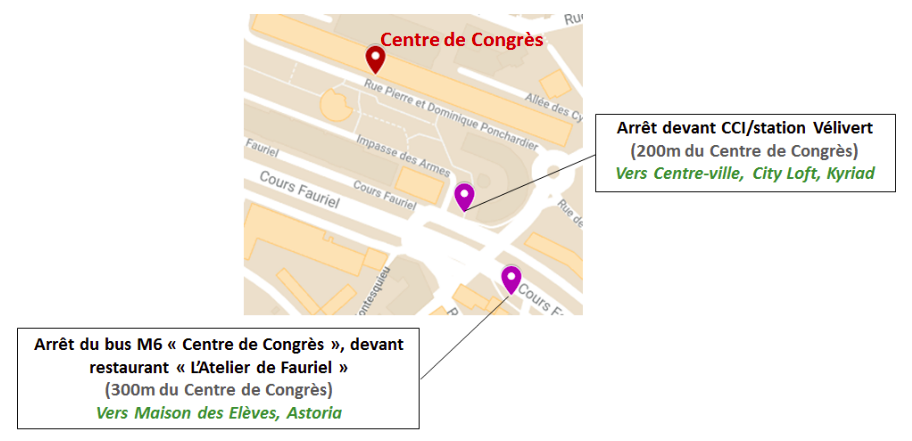 Rue
Centre de Congrès
Rue Pierre et Dominique Ponchardier
Allée des Cy
Impasse des Armes
Fauriel
Cours Fauriel
Cours Fauriel
Rue de
ontesquieu
Cours F
R
Arrêt devant CCI/station Vélivert
(200m du Centre de Congrès)
Vers Centre-ville, City Loft, Kyriad
Arrêt du bus M6 « Centre de Congrès », devant
restaurant « L’Atelier de Fauriel »
(300m du Centre de Congrès)
Vers Maison des Elèves, Astoria